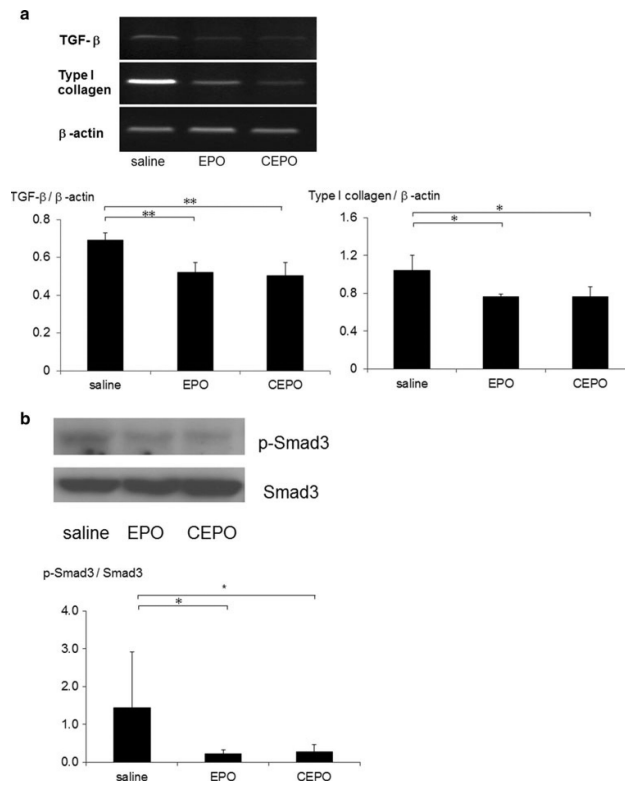 a
TGF- β
Type I
collagen
β -actin
saline EPO CEPO
TGF-β / β -actin
**
**
0.8
0.6
0.4
0.2
0
saline EPO CEPO
Type I collagen / β -actin
*
*
1.6
1.2
0.8
0.4
0
saline EPO CEPO
b
p-Smad3
Smad3
saline EPO CEPO
p-Smad3 / Smad3
*
*
4.0
3.0
2.0
1.0
0.0
saline EPO CEPO